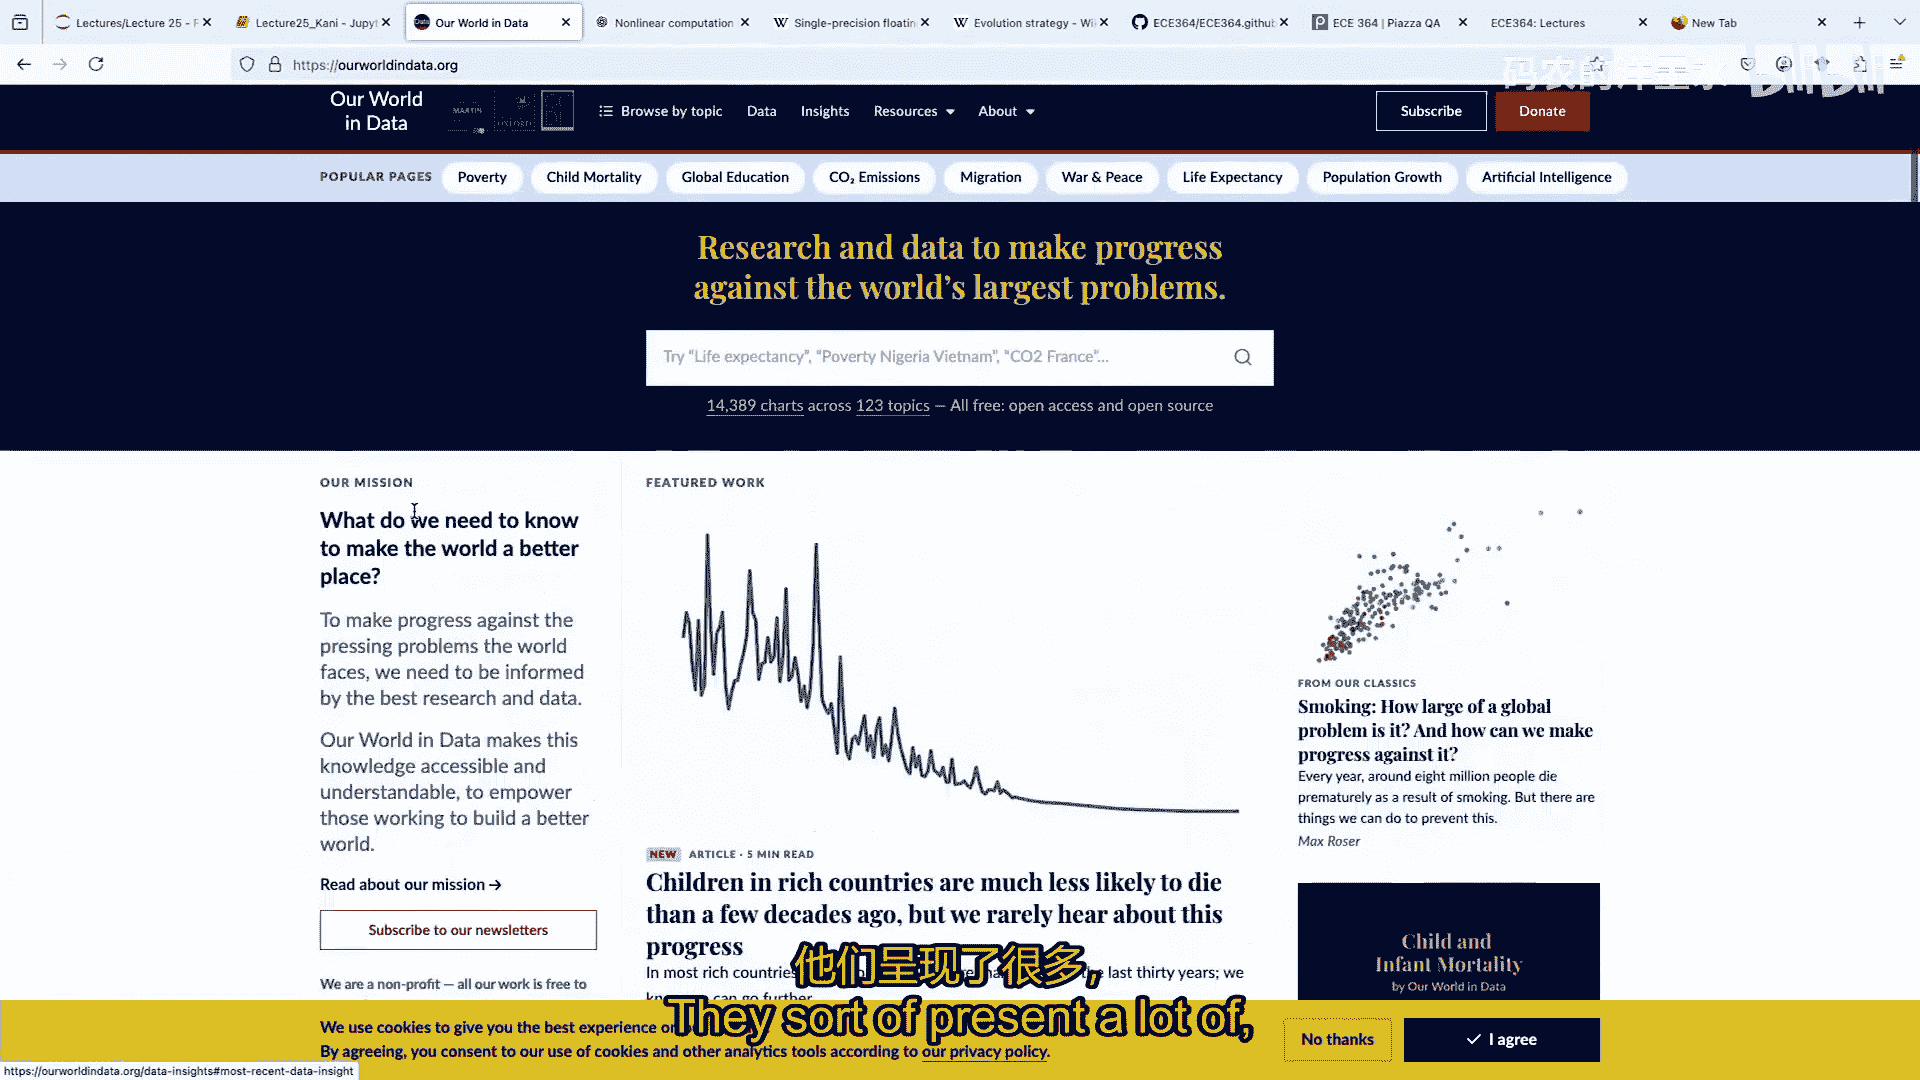 Lectures/Lecture 25 - F
Lecture25_Kani - Jupyt
Our World in Data
Nonlinear computation
Single-precision floatin
Evolution strategy - Wi
ECE364/ECE364.github
ECE 364 | Piazza QA
ECE364: Lectures
New Tab
https://ourworldindata.org
Our World
in Data
Browse by topic
Data
Insights
Resources
About
Subscribe
Donate
POPULAR PAGES
Poverty
Child Mortality
Global Education
CO₂ Emissions
Migration
War & Peace
Life Expectancy
Population Growth
Artificial Intelligence
Research and data to make progress
against the world's largest problems.
Try “Life expectancy”, “Poverty Nigeria Vietnam”, “CO2 France”...
14,389 charts across 123 topics — All free: open access and open source
OUR MISSION
What do we need to know
to make the world a better
place?
To make progress against the
pressing problems the world
faces, we need to be informed
by the best research and data.
Our World in Data makes this
knowledge accessible and
understandable, to empower
those working to build a better
world.
Read about our mission →
Subscribe to our newsletters
We are a non-profit — all our work is free to
FEATURED WORK
NEW ARTICLE • 5 MIN READ
Children in rich countries are much less likely to die
than a few decades ago, but we rarely hear about this
progress
In most rich countries the last thirty years; we
can go further
FROM OUR CLASSICS
Smoking: How large of a global
problem is it? And how can we make
progress against it?
Every year, around eight million people die
prematurely as a result of smoking. But there are
things we can do to prevent this.
Max Roser
Child and
Infant Mortality
by Our World in Data
他们呈现了很多,
They sort of present a lot of,
We use cookies to give you the best experience on
By agreeing, you consent to our use of cookies and other analytics tools according to our privacy policy.
No thanks
I agree
https://ourworldindata.org/data-insights#most-recent-data-insight